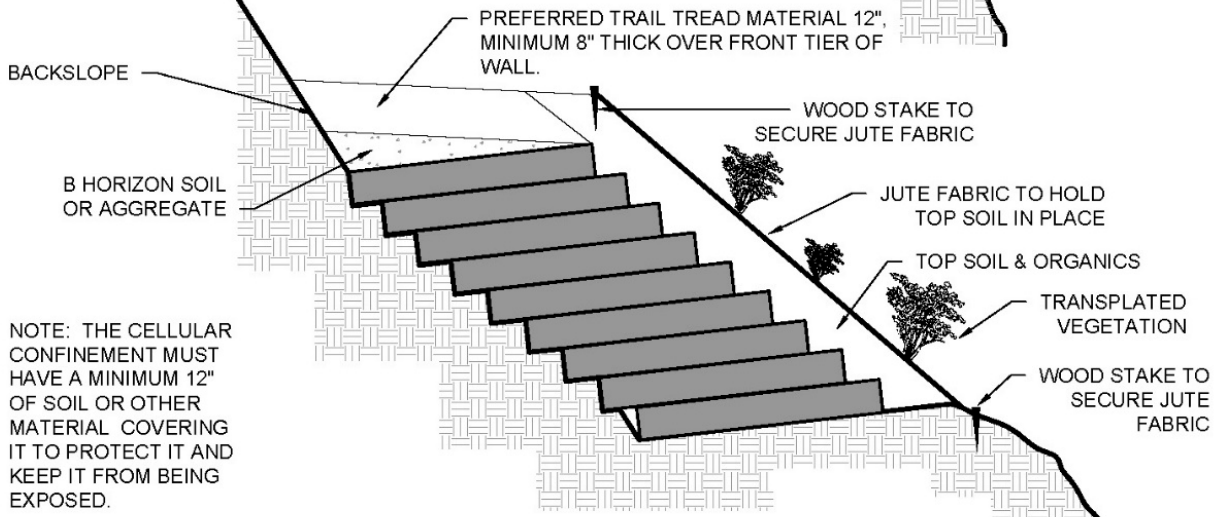 PREFERRED TRAIL TREAD MATERIAL 12",
MINIMUM 8" THICK OVER FRONT TIER OF
WALL.
BACKSLOPE
WOOD STAKE TO
SECURE JUTE FABRIC
B HORIZON SOIL
OR AGGREGATE
JUTE FABRIC TO HOLD
TOP SOIL IN PLACE
TOP SOIL & ORGANICS
TRANSPLATED
VEGETATION
NOTE: THE CELLULAR
CONFINEMENT MUST
HAVE A MINIMUM 12"
OF SOIL OR OTHER
MATERIAL COVERING
IT TO PROTECT IT AND
KEEP IT FROM BEING
EXPOSED.
WOOD STAKE TO
SECURE JUTE
FABRIC